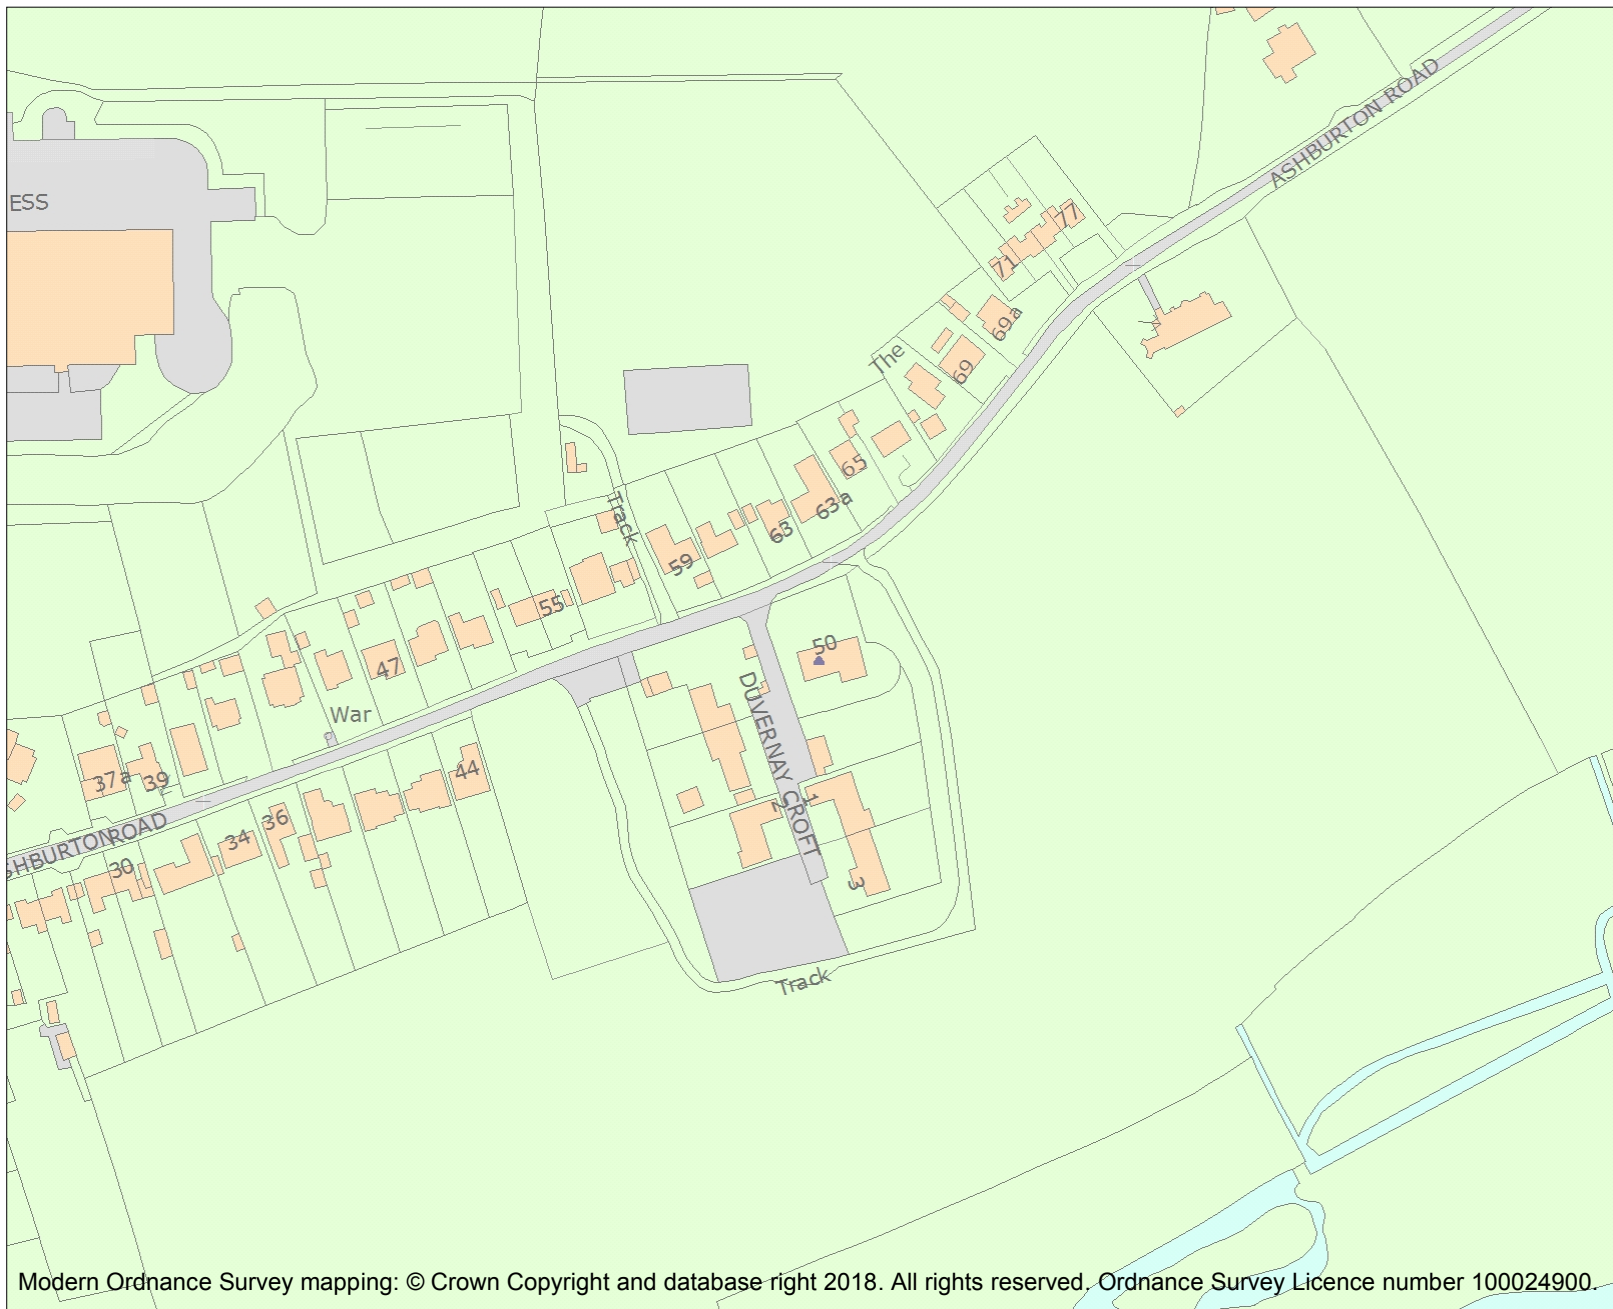 ASHBURTON ROAD
ESS
77
71
69a
The
69
65
63a
Track
63
59
55
50
47
DUVERNAY CROFT
War
44
37a
39
1
2
36
SHBURTON
ROAD
34
30
3
Track
Modern Ordnance Survey mapping: © Crown Copyright and database right 2018. All rights reserved. Ordnance Survey Licence number 100024900.